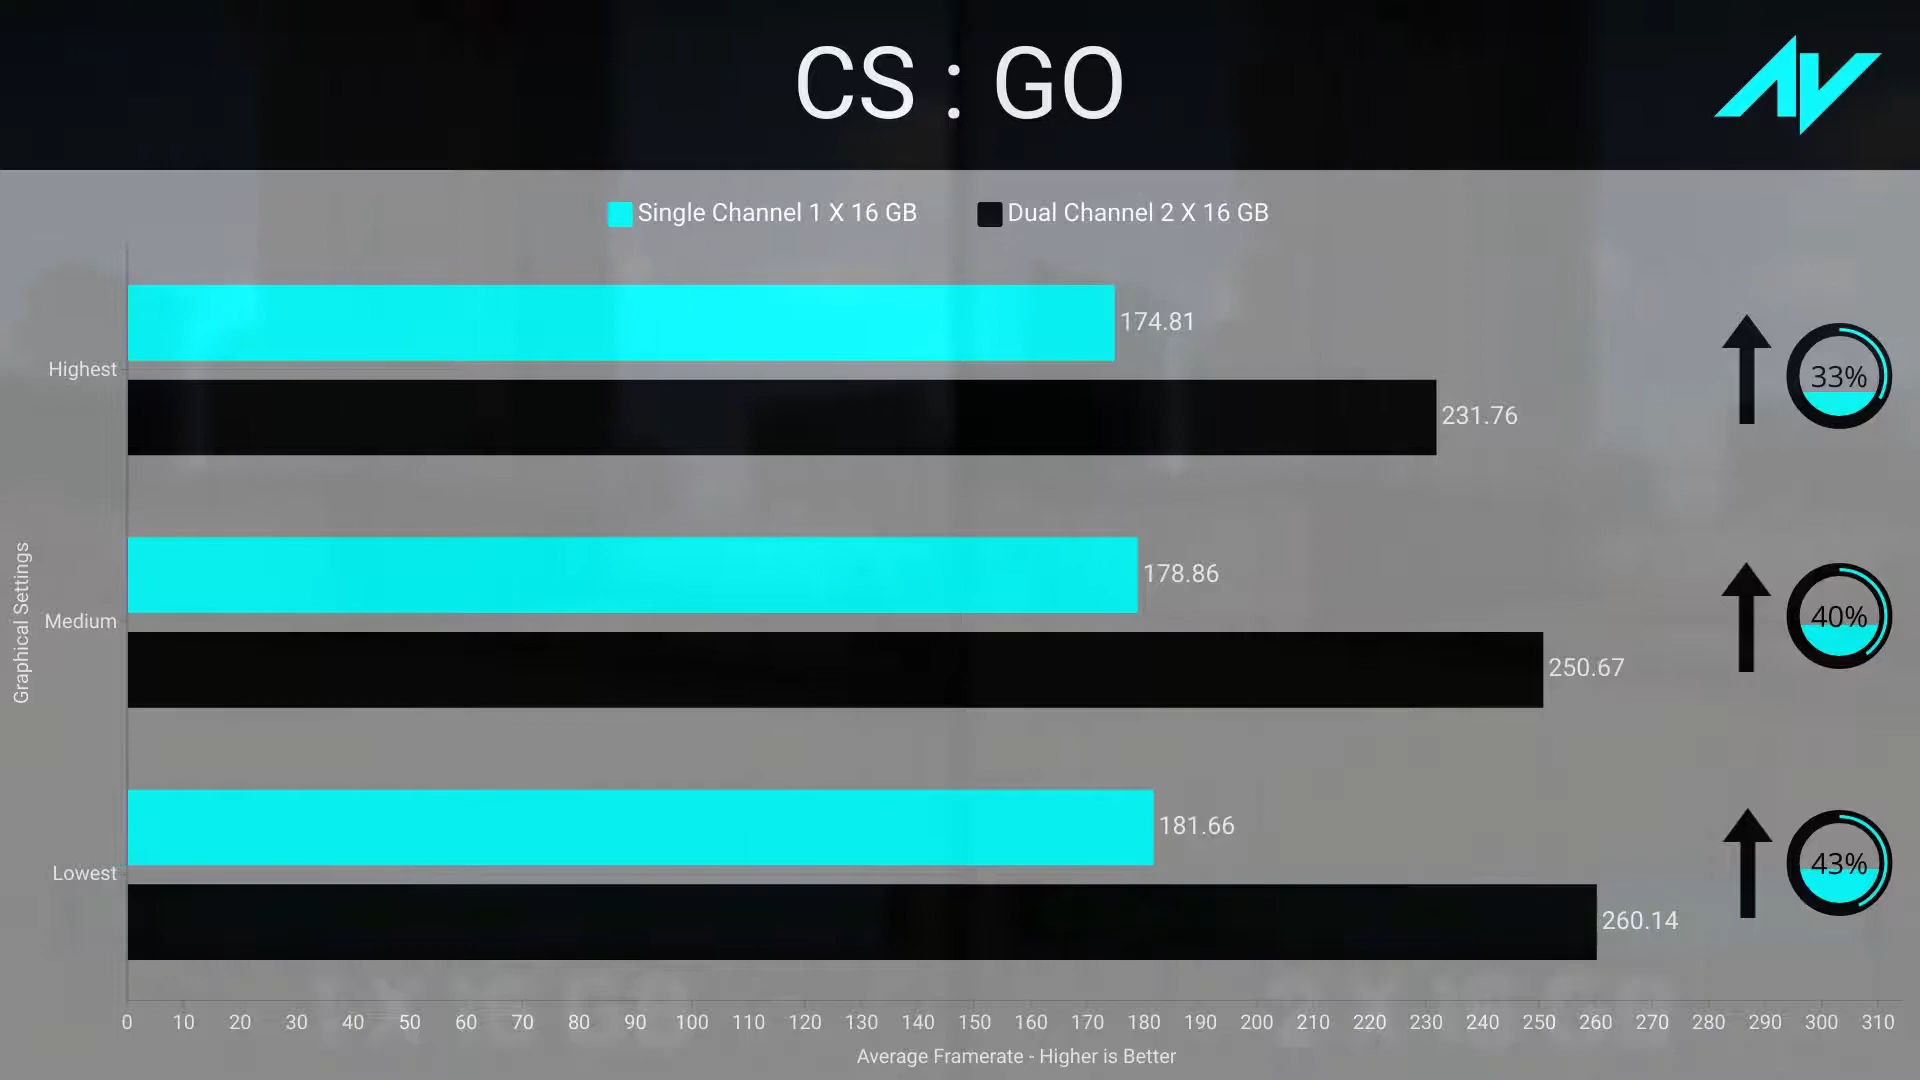 CS : GO
Single Channel 1 X 16 GB
Dual Channel 2 X 16 GB
Graphical Settings
Highest
174.81
231.76
33%
Medium
178.86
250.67
40%
Lowest
181.66
260.14
43%
0 10 20 30 40 50 60 70 80 90 100 110 120 130 140 150 160 170 180 190 200 210 220 230 240 250 260 270 280 290 300 310
Average Framerate - Higher is Better